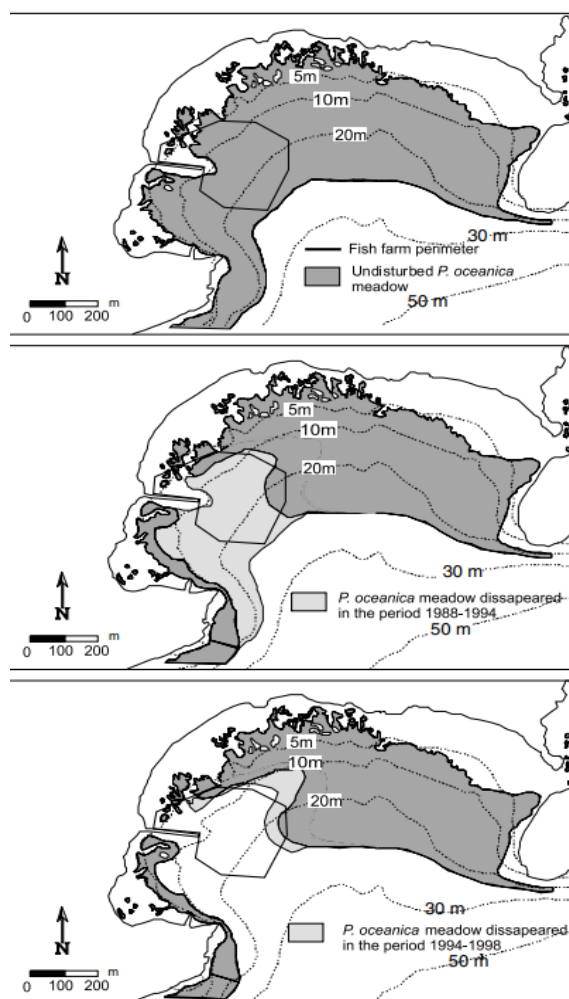 5m
10m
20m
30 m
Fish farm perimeter
Undisturbed P. oceanica
meadow
50 m
N
0 100 200 m
5m
10m
20m
30 m
P. oceanica meadow dissapeared
in the period 1988-1994
50 m
N
0 100 200 m
5m
10m
20m
30 m
P. oceanica meadow dissapeared
in the period 1994-1998
50 m
N
0 100 200 m